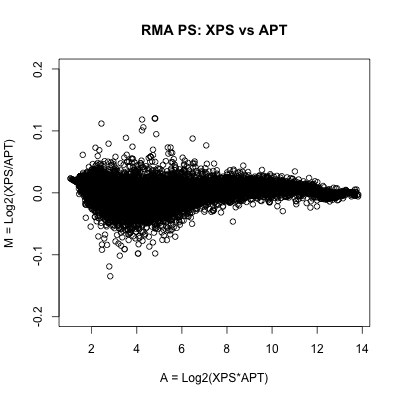 RMA PS: XPS vs APT
M = Log2(XPS/APT)
0.2
0.1
0.0
-0.1
-0.2
2 4 6 8 10 12 14
A = Log2(XPS*APT)